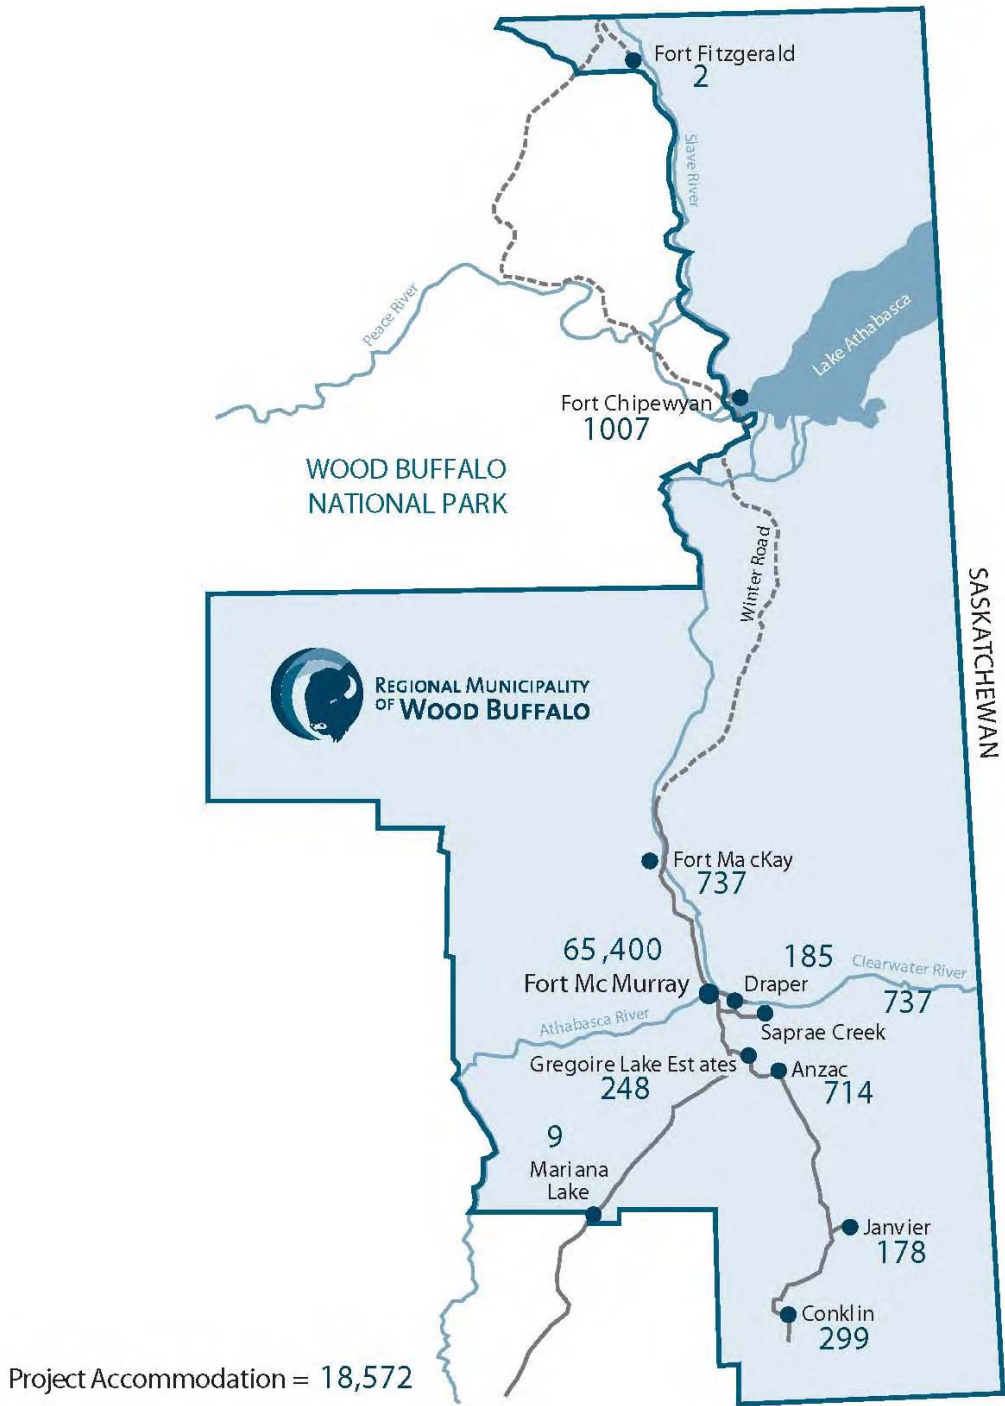 Fort Fitzgerald
2
Slave River
Peace River
Lake Athabasca
Fort Chipewyan
1007
WOOD BUFFALO
NATIONAL PARK
Winter Road
SASKATCHEWAN
REGIONAL MUNICIPALITY
OF WOOD BUFFALO
Fort MacKay
737
65,400
Fort Mc Murray
185
Draper
Clearwater River
737
Saprae Creek
Athabasca River
Gregoire Lake Estates
248
Anzac
714
9
Mariana
Lake
Janvier
178
Conklin
299
Project Accommodation = 18,572